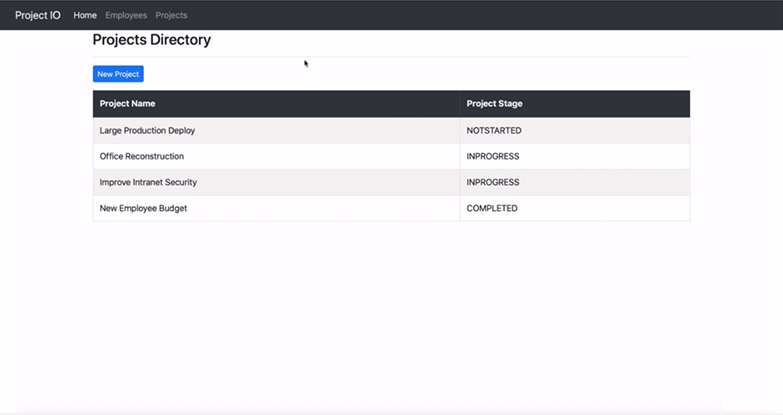 Project IO Home Employees Projects
Projects Directory
New Project
Project Name Project Stage
Large Production Deploy NOTSTARTED
Office Reconstruction INPROGRESS
Improve Intranet Security INPROGRESS
New Employee Budget COMPLETED